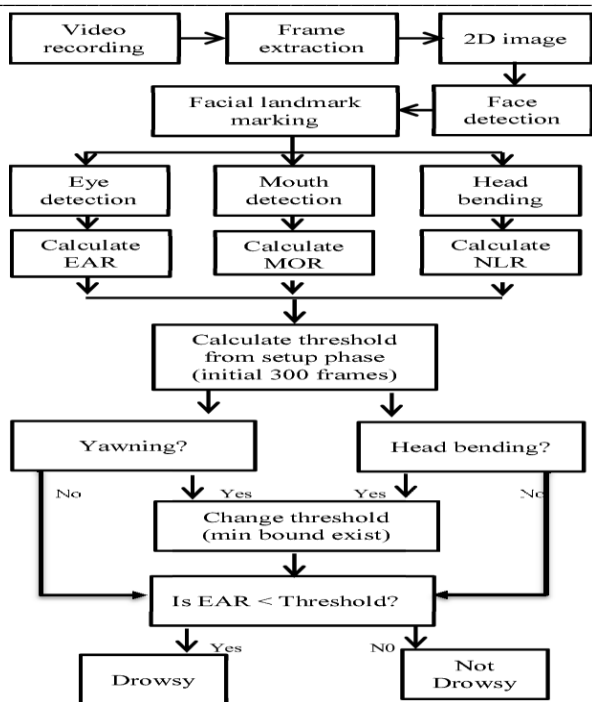 Video
recording
Frame
extraction
2D image
Facial landmark
marking
Face
detection
Eye
detection
Mouth
detection
Head
bending
Calculate
EAR
Calculate
MOR
Calculate
NLR
Calculate threshold
from setup phase
(initial 300 frames)
Yawning?
Head bending?
No
Yes
Yes
No
Change threshold
(min bound exist)
Is EAR < Threshold?
Yes
N0
Drowsy
Not
Drowsy